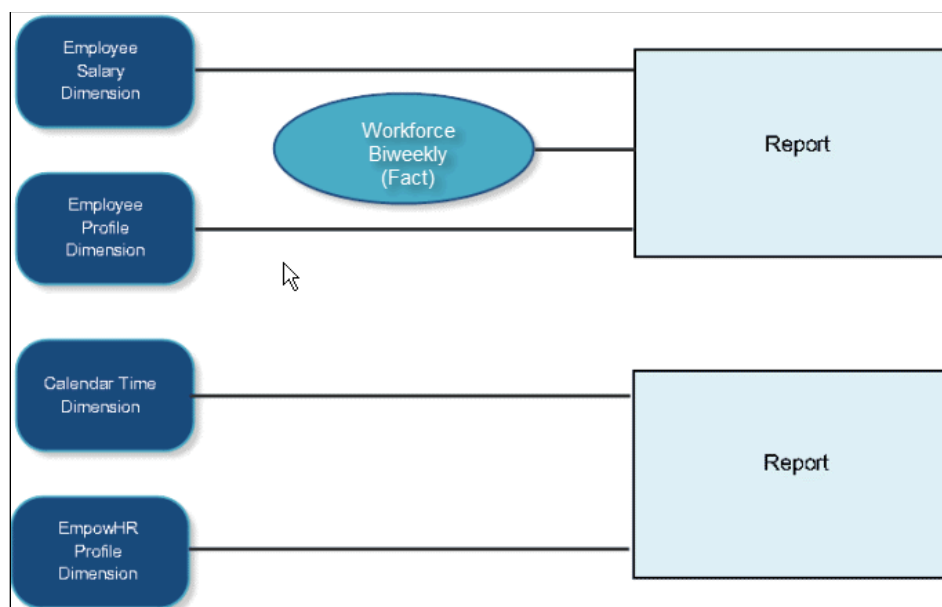 Employee
Salary
Dimension
Workforce
Biweekly
(Fact)
Report
Employee
Profile
Dimension
Calendar Time
Dimension
Report
EmpowHR
Profile
Dimension